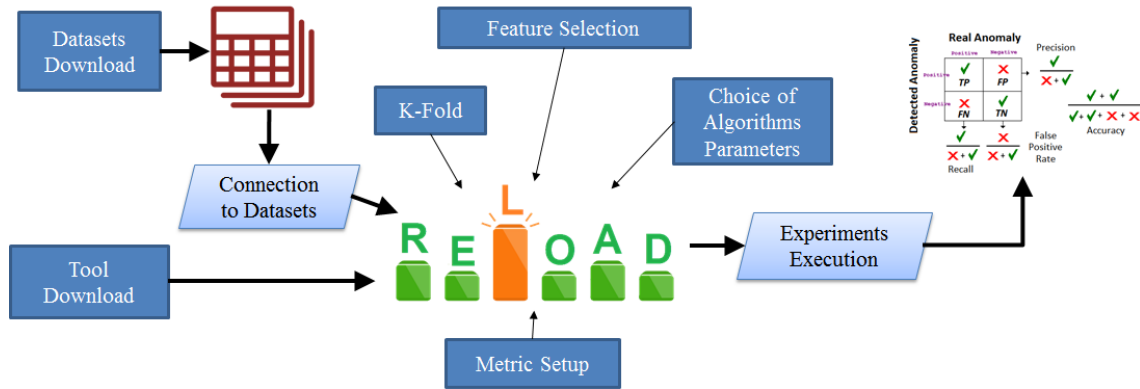 Datasets
Download
Feature Selection
K-Fold
Choice of
Algorithms
Parameters
Connection
to Datasets
Tool
Download
R E L O A D
Metric Setup
Experiments
Execution
Real Anomaly
Positive Negative
Detected Anomaly
Positive
TP FP
Negative
FN TN
Precision
✗ + ✓
✓ + ✓
✓ + ✓ + ✗ + ✗
Accuracy
✗ + ✓ ✗ + ✓
Recall
False
Positive
Rate